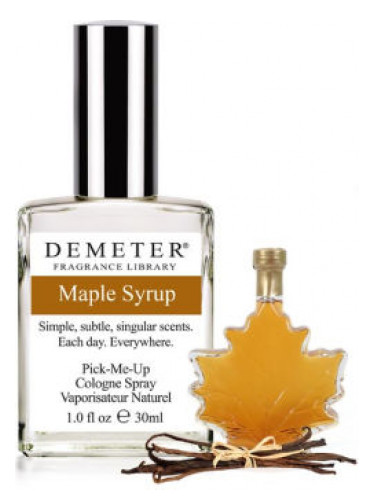 DEMETER®
FRAGRANCE LIBRARY
Maple Syrup
Simple, subtle, singular scents.
Each day. Everywhere.
Pick-Me-Up
Cologne Spray
Vaporisateur Naturel
1.0 fl oz ℮ 30ml